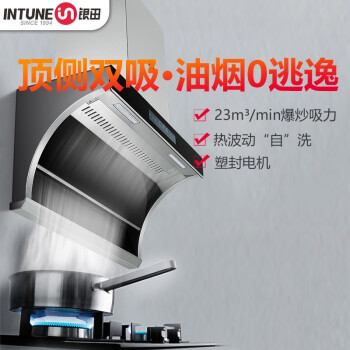 INTUNE 银田
SINCE 1994
顶侧双吸·油烟0逃逸
23m³/min爆炒吸力
热波动“自”洗
塑封电机